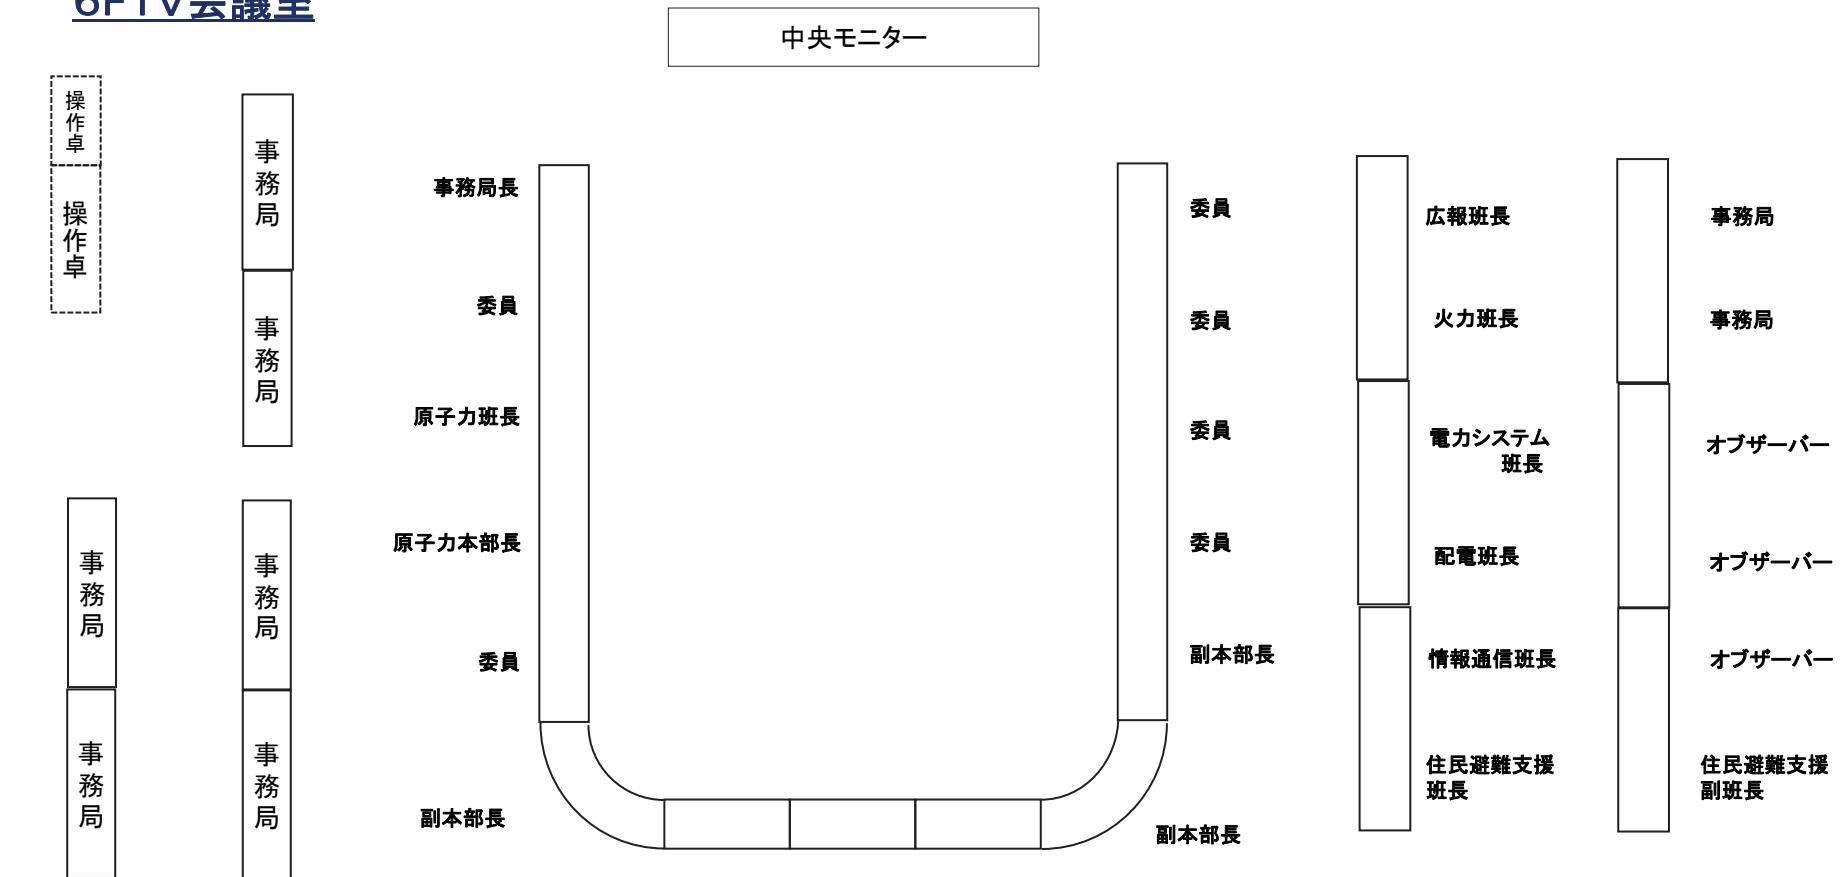 6FTV会議室
中央モニター
操作卓
操作卓
事務局
事務局
事務局
事務局
事務局
事務局
事務局長
委員
原子力班長
原子力本部長
委員
副本部長
委員
委員
委員
委員
副本部長
副本部長
広報班長
火力班長
電力システム
班長
配電班長
情報通信班長
住民避難支援
班長
事務局
事務局
オブザーバー
オブザーバー
オブザーバー
住民避難支援
副班長